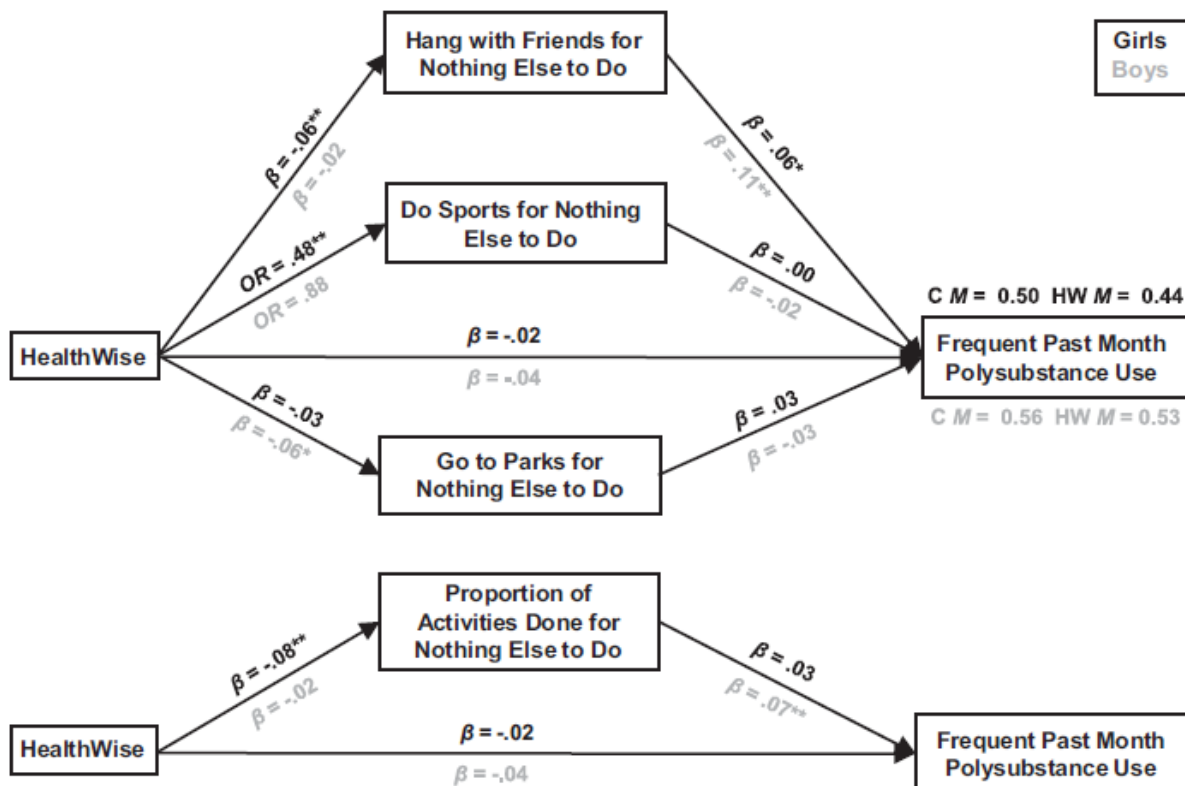 Hang with Friends for
Nothing Else to Do
Girls
Boys
β = -.06**
β = -.02
β = .06*
β = .11**
Do Sports for Nothing
Else to Do
OR = .48**
OR = .88
β = .00
β = -.02
C M = 0.50 HW M = 0.44
HealthWise
β = -.02
β = -.04
Frequent Past Month
Polysubstance Use
C M = 0.56 HW M = 0.53
β = -.03
β = -.06*
β = .03
β = -.03
Go to Parks for
Nothing Else to Do
Proportion of
Activities Done for
Nothing Else to Do
β = -.08**
β = -.02
β = .03
β = .07**
HealthWise
β = -.02
β = -.04
Frequent Past Month
Polysubstance Use